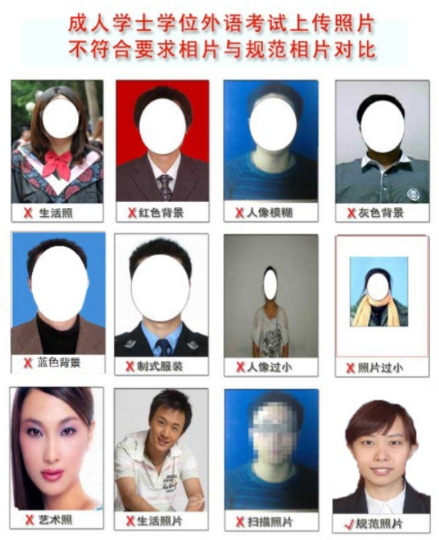 成人学士学位外语考试上传照片
不符合要求相片与规范相片对比
✗ 生活照
✗ 红色背景
✗ 人像模糊
✗ 灰色背景
✗ 蓝色背景
✗ 制式服装
✗ 人像过小
✗ 照片过小
✗ 艺术照
✗ 生活照片
✗ 扫描照片
✓ 规范照片